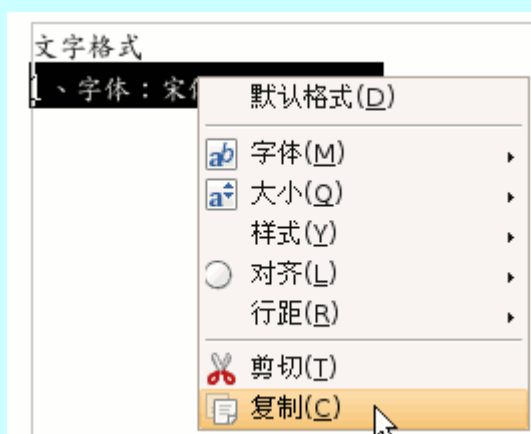 文字格式
1、字体：宋
默认格式(D)
字体(M)
大小(Q)
样式(Y)
对齐(L)
行距(R)
剪切(T)
复制(C)